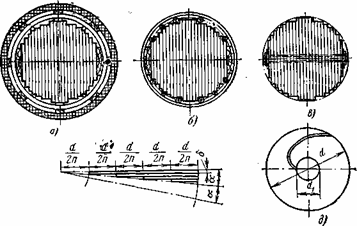 а) б) в)
d d d d d
2n 2n 2n 2n 2n
d
d₁
д)